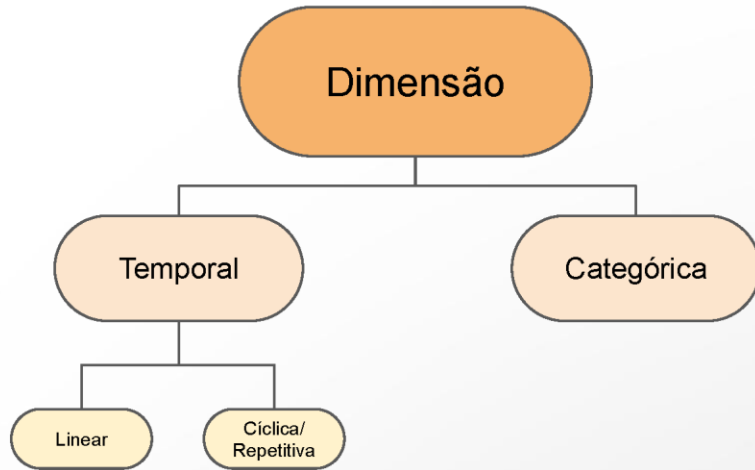 Dimensão
Temporal
Categórica
Linear
Cíclica/
Repetitiva